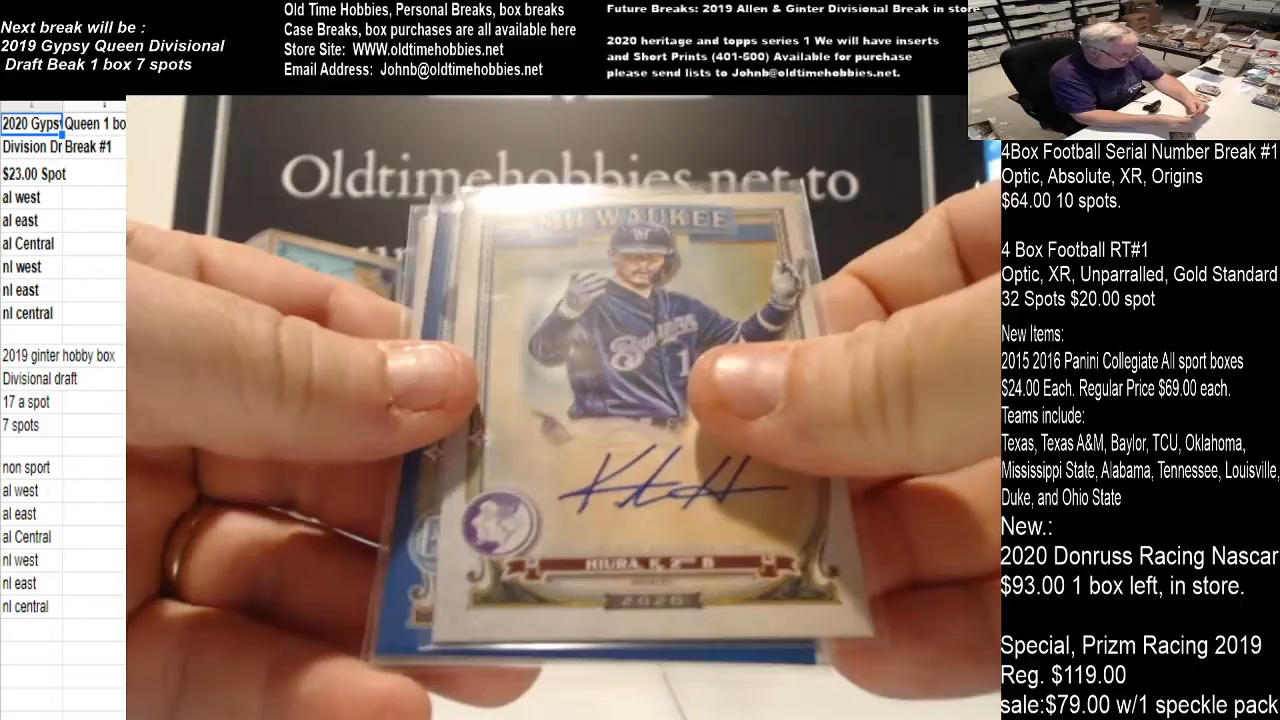 Next break will be :
2019 Gypsy Queen Divisional
Draft Beak 1 box 7 spots
Old Time Hobbies, Personal Breaks, box breaks
Case Breaks, box purchases are all available here
Store Site: WWW.oldtimehobbies.net
Email Address: Johnb@oldtimehobbies.net
Future Breaks: 2019 Allen & Ginter Divisional Break in store
2020 heritage and topps series 1 We will have inserts
and Short Prints (401-500) Available for purchase
please send lists to Johnb@oldtimehobbies.net.
2020 Gypsy Queen 1 bo
Division Dr Break #1
$23.00 Spot
al west
al east
al Central
nl west
nl east
nl central
2019 ginter hobby box
Divisional draft
17 a spot
7 spots
non sport
al west
al east
al Central
nl west
nl east
nl central
Oldtimehobbies.net to
MILWAUKEE
Brewers
1
HIURA, K. 2ND B
2020
4Box Football Serial Number Break #1
Optic, Absolute, XR, Origins
$64.00 10 spots.
4 Box Football RT#1
Optic, XR, Unparralled, Gold Standard
32 Spots $20.00 spot
New Items:
2015 2016 Panini Collegiate All sport boxes
$24.00 Each. Regular Price $69.00 each.
Teams include:
Texas, Texas A&M, Baylor, TCU, Oklahoma,
Mississippi State, Alabama, Tennessee, Louisville,
Duke, and Ohio State
New.:
2020 Donruss Racing Nascar
$93.00 1 box left, in store.
Special, Prizm Racing 2019
Reg. $119.00
sale:$79.00 w/1 speckle pack